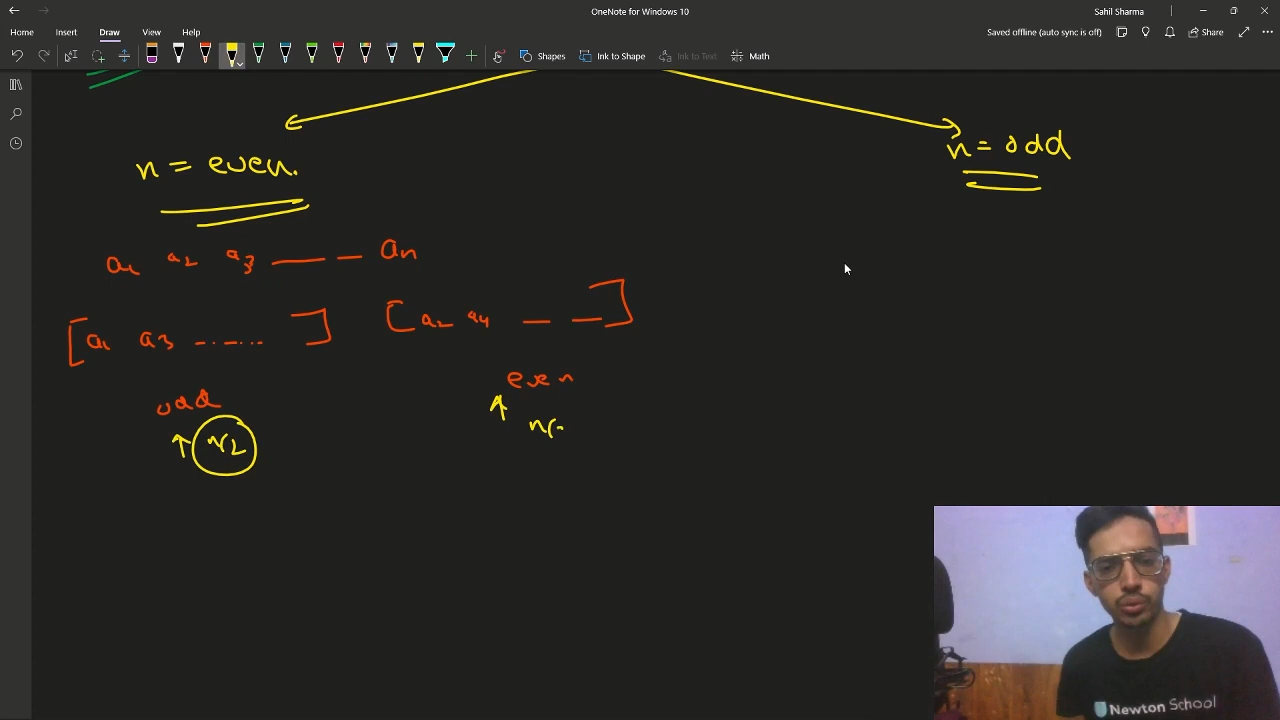 OneNote for Windows 10
Sahil Sharma
Home Insert Draw View Help
Saved offline (auto sync is off)
Share
Shapes
Ink to Shape
Ink to Text
Math
n = even.
n = odd
a1 a2 a3 —— — an
[a1 a3 ......]
[a2 a4 — —]
odd
even
n/2
n/
Newton School